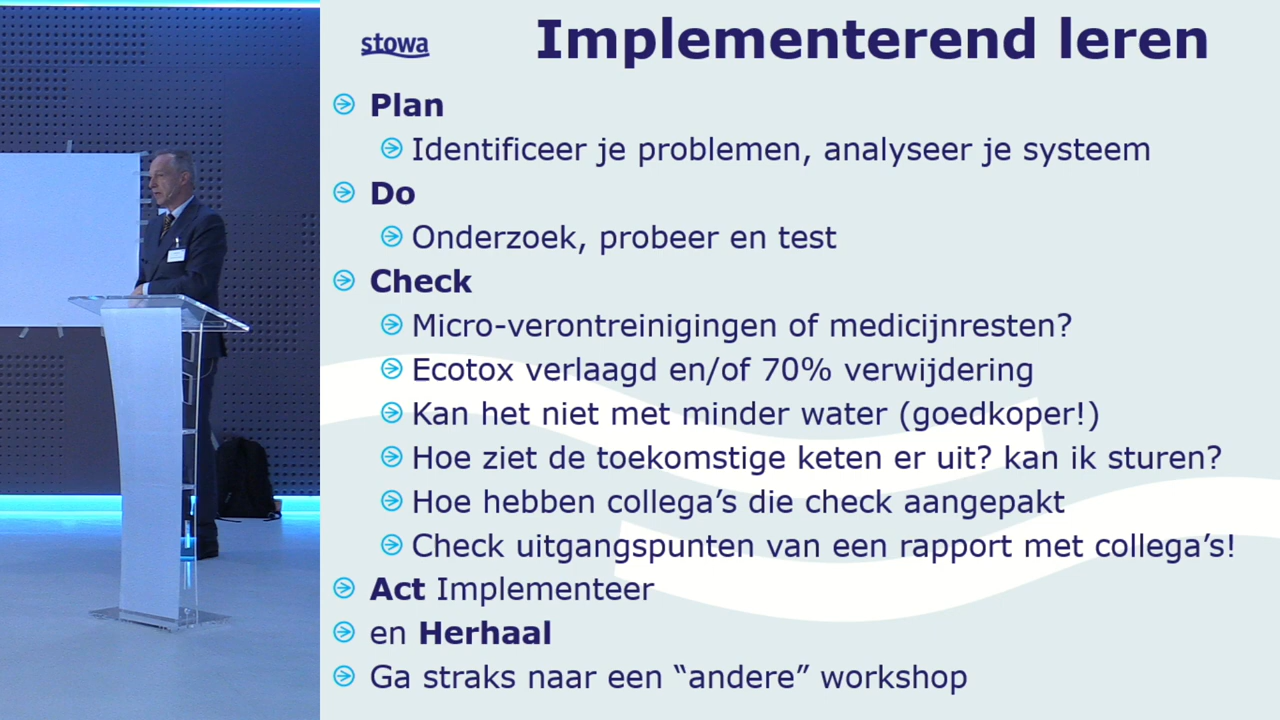 stowa
Implementerend leren
Plan
Identificeer je problemen, analyseer je systeem
Do
Onderzoek, probeer en test
Check
Micro-verontreinigingen of medicijnresten?
Ecotox verlaagd en/of 70% verwijdering
Kan het niet met minder water (goedkoper!)
Hoe ziet de toekomstige keten er uit? kan ik sturen?
Hoe hebben collega’s die check aangepakt
Check uitgangspunten van een rapport met collega’s!
Act Implementeer
en Herhaal
Ga straks naar een “andere” workshop